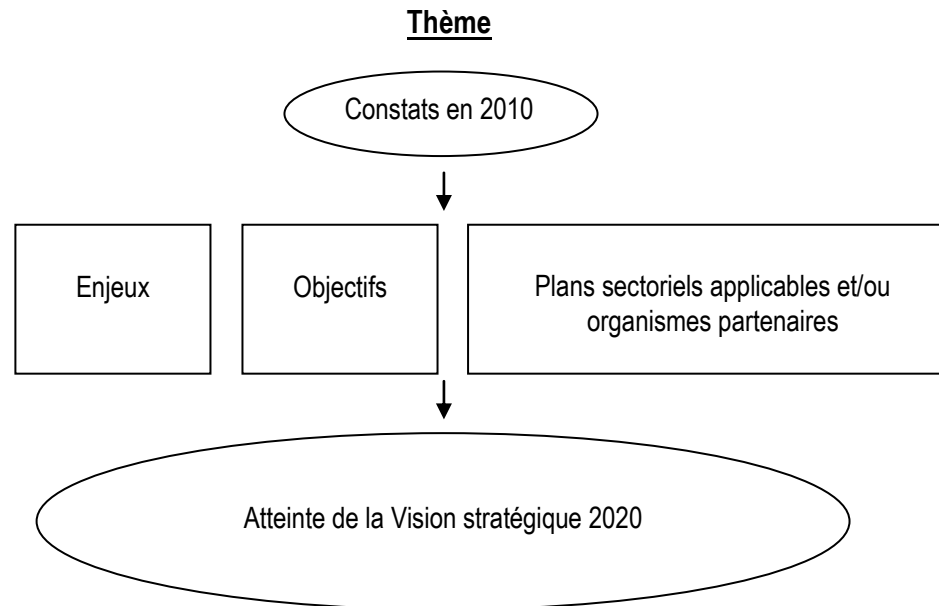 Thème
Constats en 2010
Enjeux
Objectifs
Plans sectoriels applicables et/ou
organismes partenaires
Atteinte de la Vision stratégique 2020